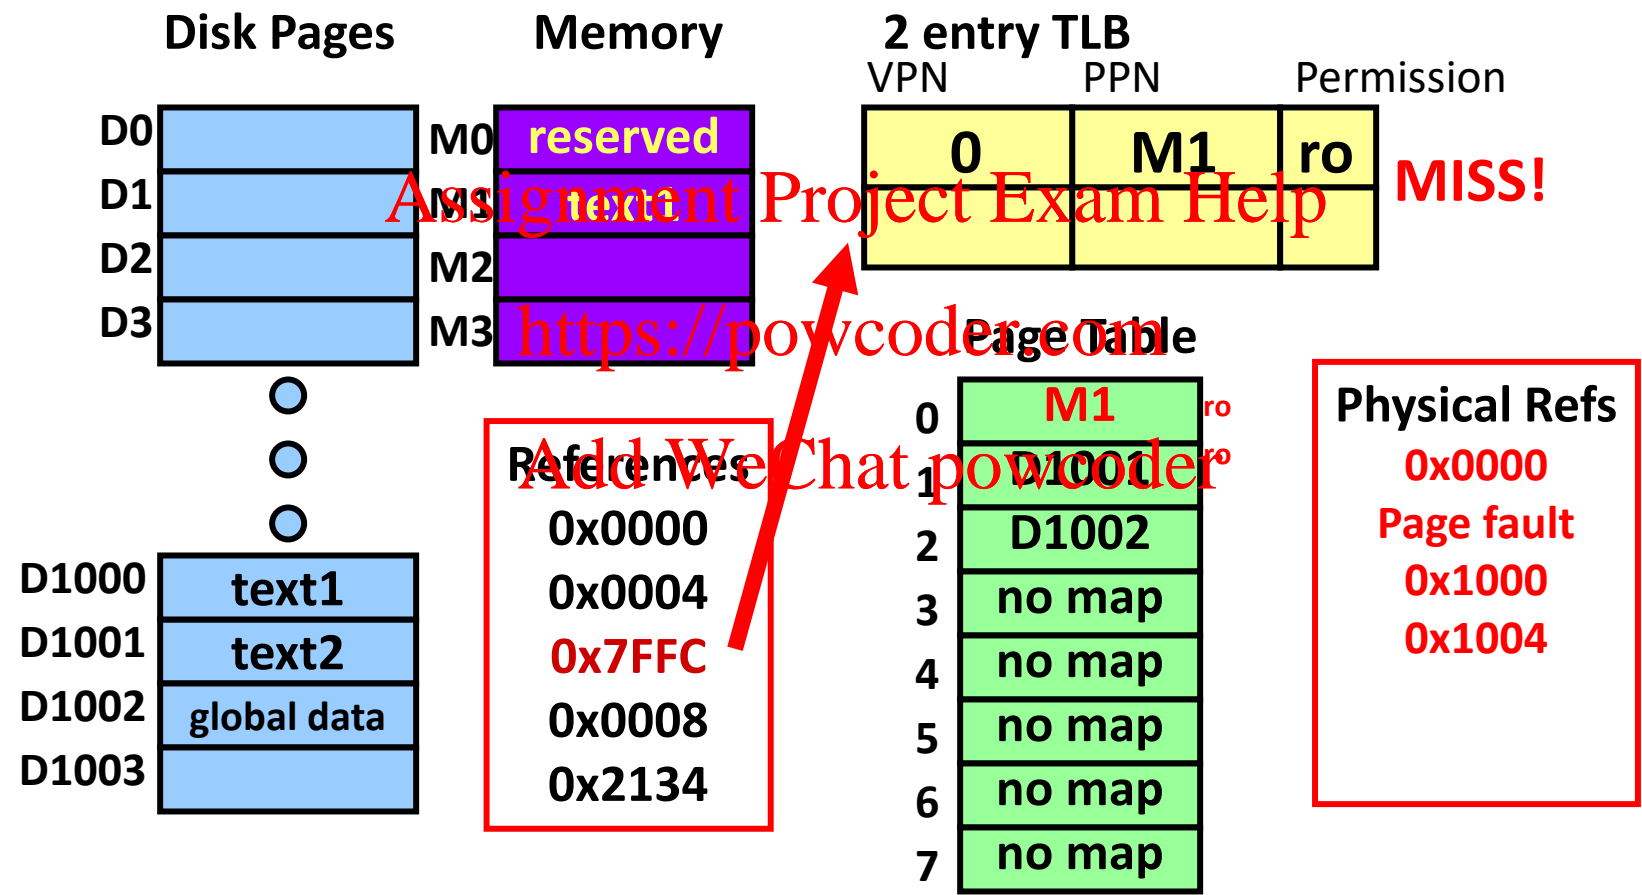 Disk Pages
Memory
2 entry TLB
VPN
PPN
Permission
D0
D1
D2
D3
M0
reserved
M1
text1
M2
M3
0
M1
ro
MISS!
Assignment Project Exam Help
https://powcoder.com
Add WeChat powcoder
D1000
text1
D1001
text2
D1002
global data
D1003
References
0x0000
0x0004
0x7FFC
0x0008
0x2134
Page Table
0
M1
ro
1
D1001
ro
2
D1002
3
no map
4
no map
5
no map
6
no map
7
no map
Physical Refs
0x0000
Page fault
0x1000
0x1004